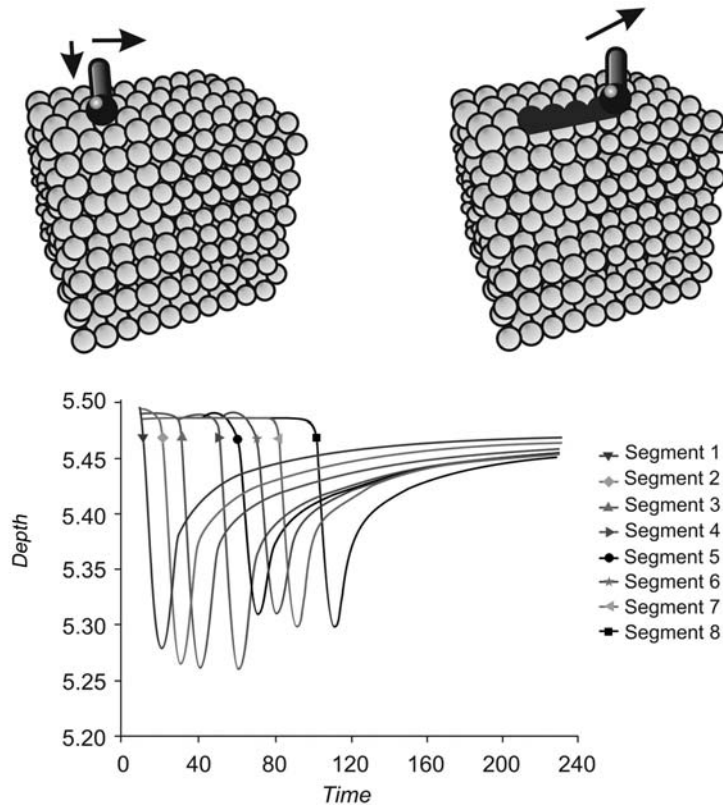 5.50
5.45
5.40
5.35
5.30
5.25
5.20
Depth
0 40 80 120 160 200 240
Time
Segment 1
Segment 2
Segment 3
Segment 4
Segment 5
Segment 6
Segment 7
Segment 8